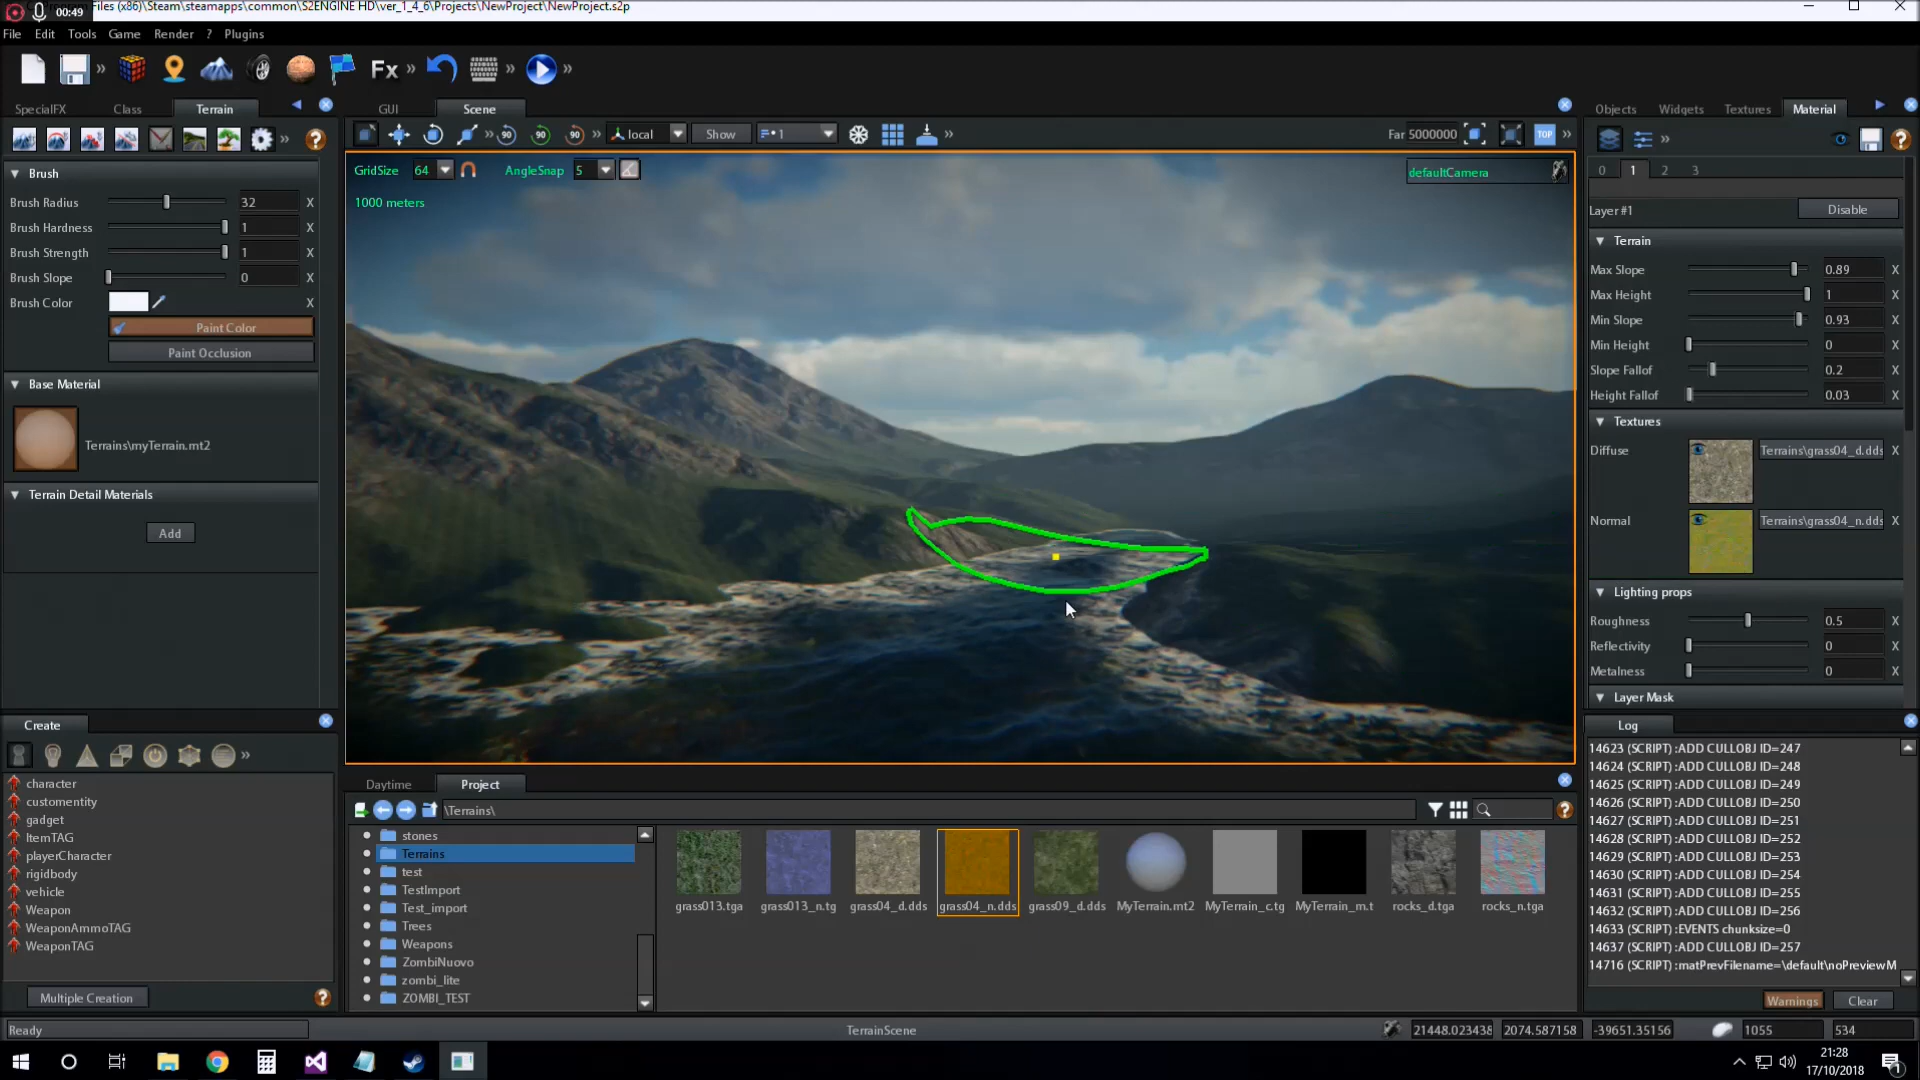 00:49
Program Files (x86)\Steam\steamapps\common\S2ENGINE HD\ver_1_4_6\Projects\NewProject\NewProject.s2p
File Edit Tools Game Render ? Plugins
Fx
SpecialFX Class Terrain
GUI Scene
Objects Widgets Textures Material
90 90 90 local Show 1
Far 5000000 TOP
Brush
Brush Radius 32 X
Brush Hardness 1 X
Brush Strength 1 X
Brush Slope 0 X
Brush Color X
Paint Color
Paint Occlusion
Base Material
Terrains\myTerrain.mt2
Terrain Detail Materials
Add
GridSize 64 AngleSnap 5
defaultCamera
1000 meters
0 1 2 3
Layer #1 Disable
Terrain
Max Slope 0.89 X
Max Height 1 X
Min Slope 0.93 X
Min Height 0 X
Slope Fallof 0.2 X
Height Fallof 0.03 X
Textures
Diffuse Terrains\grass04_d.dds X
Normal Terrains\grass04_n.dds X
Lighting props
Roughness 0.5 X
Reflectivity 0 X
Metalness 0 X
Layer Mask
Create
character
customentity
gadget
ItemTAG
playerCharacter
rigidbody
vehicle
Weapon
WeaponAmmoTAG
WeaponTAG
Multiple Creation
Daytime Project
\Terrains\
stones
Terrains
test
TestImport
Test_import
Trees
Weapons
ZombiNuovo
zombi_lite
ZOMBI_TEST
grass013.tga grass013_n.tg grass04_d.dds grass04_n.dds grass09_d.dds MyTerrain.mt2 MyTerrain_c.tg MyTerrain_m.t rocks_d.tga rocks_n.tga
Log
14623 (SCRIPT) :ADD CULLOBJ ID=247
14624 (SCRIPT) :ADD CULLOBJ ID=248
14625 (SCRIPT) :ADD CULLOBJ ID=249
14626 (SCRIPT) :ADD CULLOBJ ID=250
14627 (SCRIPT) :ADD CULLOBJ ID=251
14628 (SCRIPT) :ADD CULLOBJ ID=252
14629 (SCRIPT) :ADD CULLOBJ ID=253
14630 (SCRIPT) :ADD CULLOBJ ID=254
14631 (SCRIPT) :ADD CULLOBJ ID=255
14632 (SCRIPT) :ADD CULLOBJ ID=256
14633 (SCRIPT) :EVENTS chunksize=0
14637 (SCRIPT) :ADD CULLOBJ ID=257
14716 (SCRIPT) :matPrevFilename=\default\noPreviewM
Warnings Clear
Ready TerrainScene 21448.023438 2074.587158 -39651.35156 1055 534
21:28
17/10/2018
1